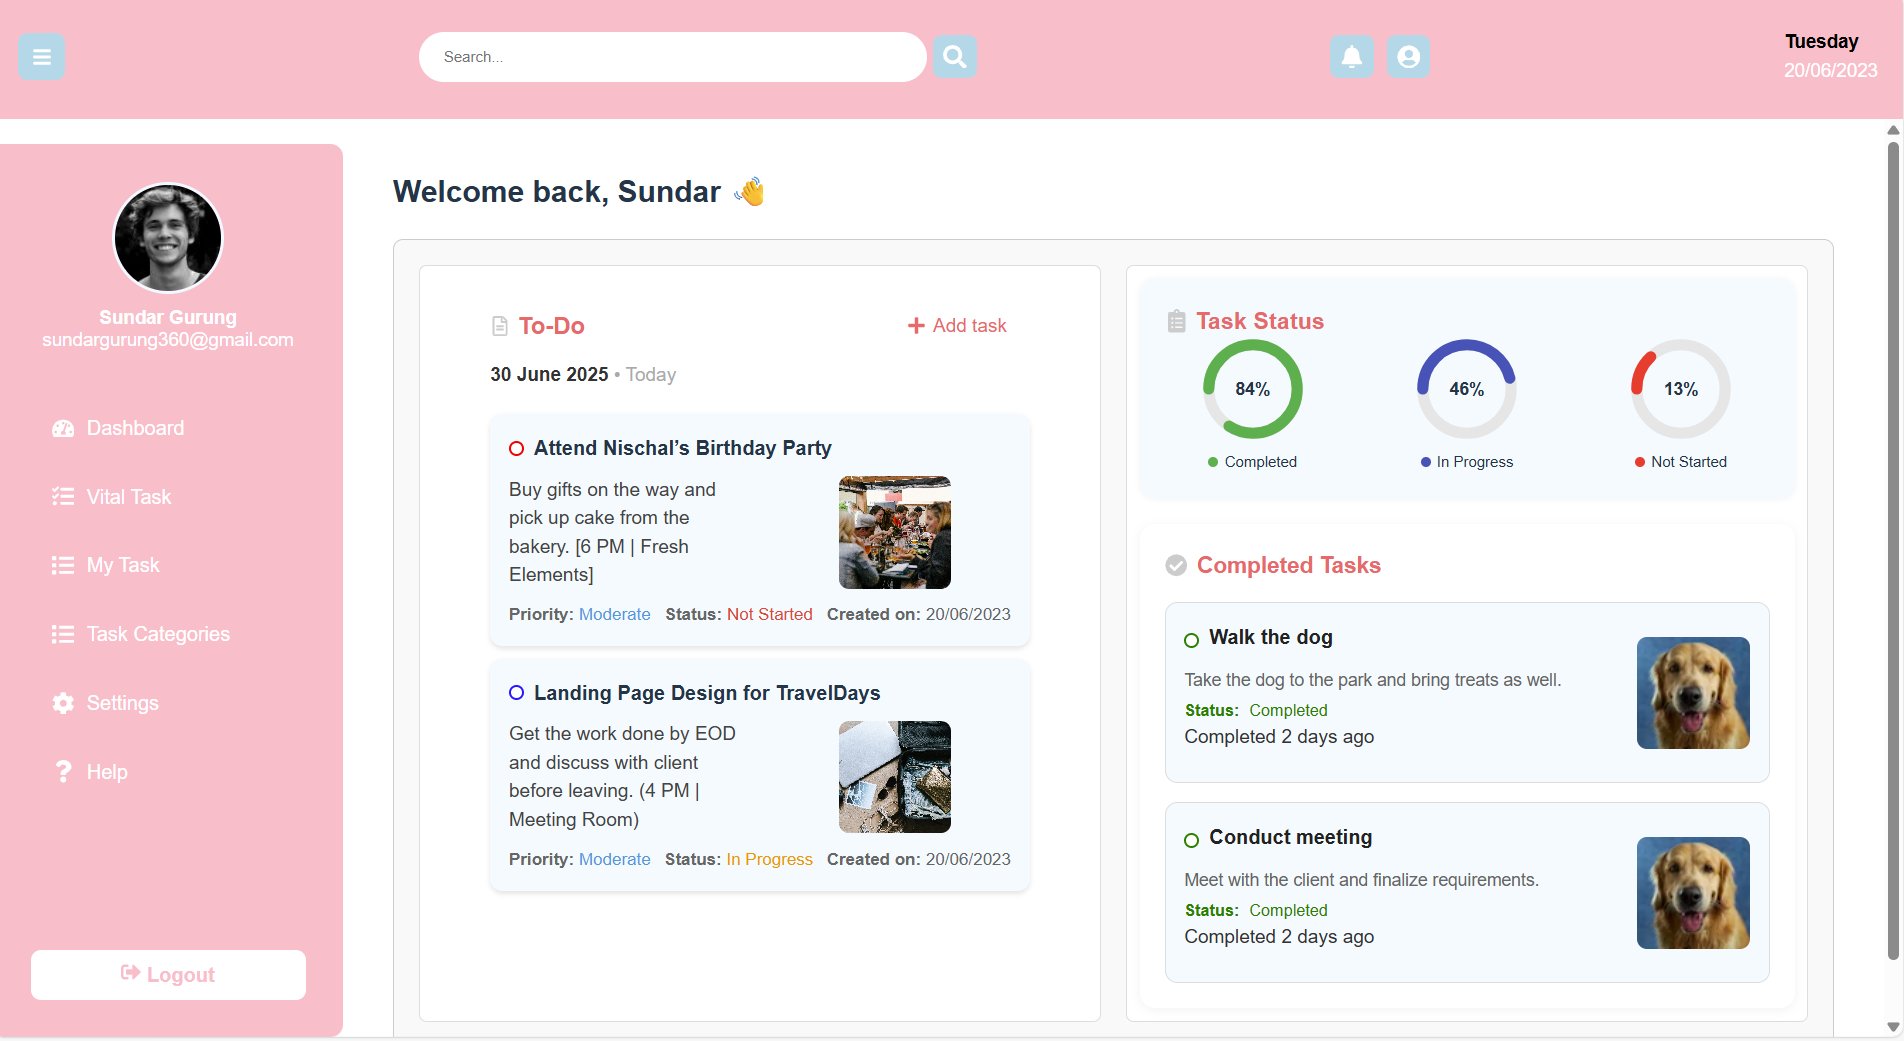 Search...
Tuesday
20/06/2023
Sundar Gurung
sundargurung360@gmail.com
Dashboard
Vital Task
My Task
Task Categories
Settings
Help
Logout
Welcome back, Sundar 👋
To-Do
Add task
30 June 2025 • Today
Attend Nischal’s Birthday Party
Buy gifts on the way and
pick up cake from the
bakery. [6 PM | Fresh
Elements]
Priority: Moderate Status: Not Started Created on: 20/06/2023
Landing Page Design for TravelDays
Get the work done by EOD
and discuss with client
before leaving. (4 PM |
Meeting Room)
Priority: Moderate Status: In Progress Created on: 20/06/2023
Task Status
84% 46% 13%
Completed In Progress Not Started
Completed Tasks
Walk the dog
Take the dog to the park and bring treats as well.
Status: Completed
Completed 2 days ago
Conduct meeting
Meet with the client and finalize requirements.
Status: Completed
Completed 2 days ago